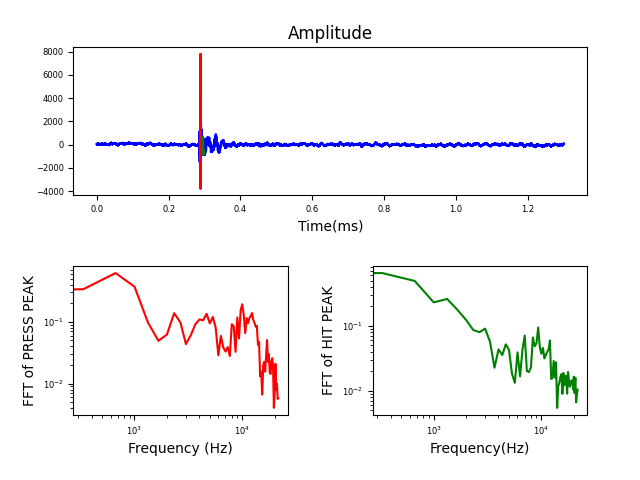 Amplitude
8000
6000
4000
2000
0
−2000
−4000
0.0 0.2 0.4 0.6 0.8 1.0 1.2
Time(ms)
FFT of PRESS PEAK
10⁻¹
10⁻²
10³ 10⁴
Frequency (Hz)
FFT of HIT PEAK
10⁻¹
10⁻²
10³ 10⁴
Frequency(Hz)